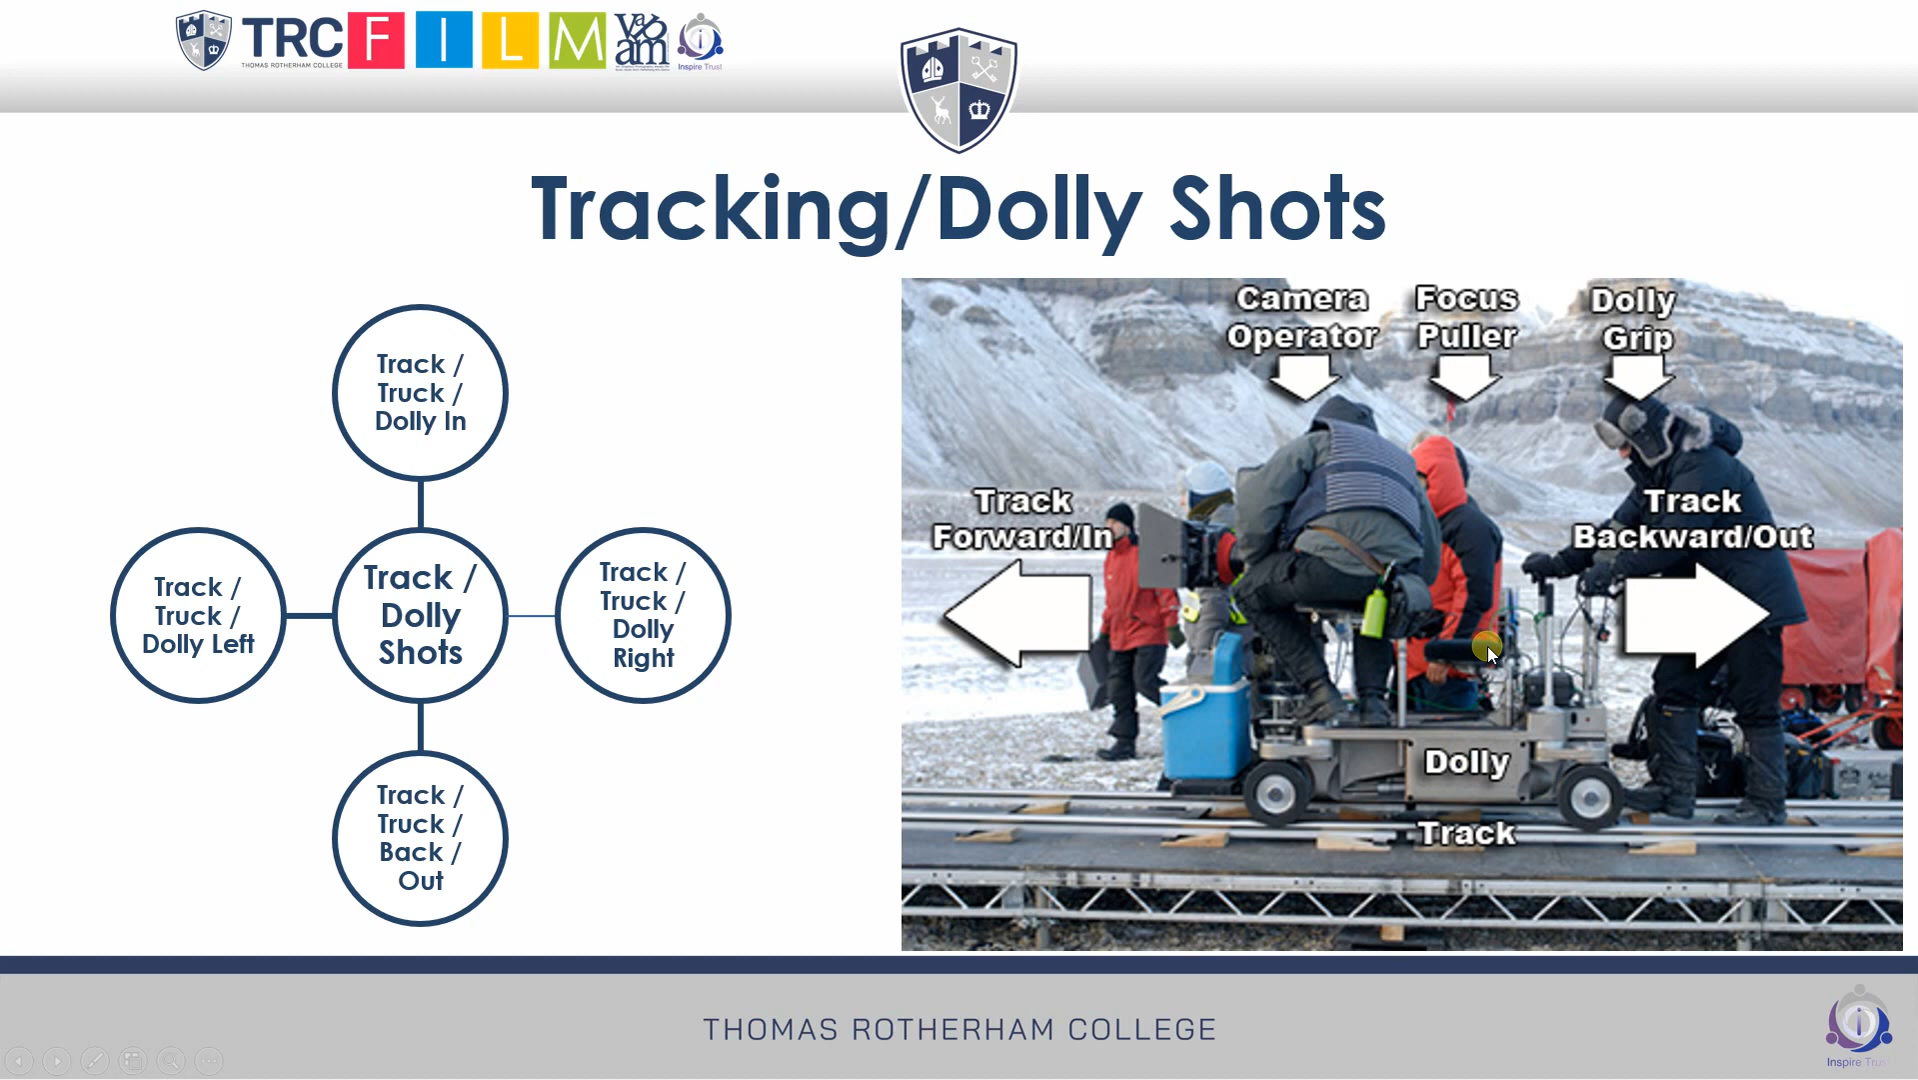 TRC
THOMAS ROTHERHAM COLLEGE
FILM
Vabam
Inspire Trust
Tracking/Dolly Shots
Track /
Truck /
Dolly In
Track /
Truck /
Dolly Left
Track /
Dolly
Shots
Track /
Truck /
Dolly
Right
Track /
Truck /
Back /
Out
Camera
Operator
Focus
Puller
Dolly
Grip
Track
Forward/In
Track
Backward/Out
Dolly
Track
THOMAS ROTHERHAM COLLEGE
Inspire Trust